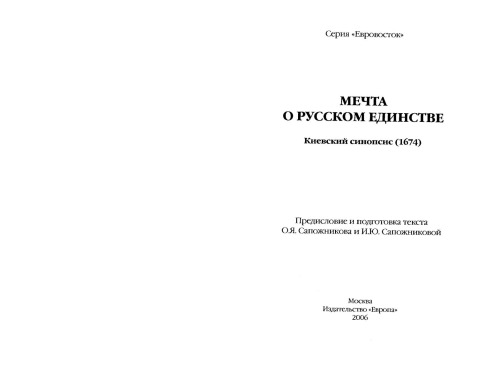 Серия «Евровосток»
МЕЧТА
О РУССКОМ ЕДИНСТВЕ
Киевский синопсис (1674)
Предисловие и подготовка текста
О.Я. Сапожникова и И.Ю. Сапожниковой
Москва
Издательство «Европа»
2006